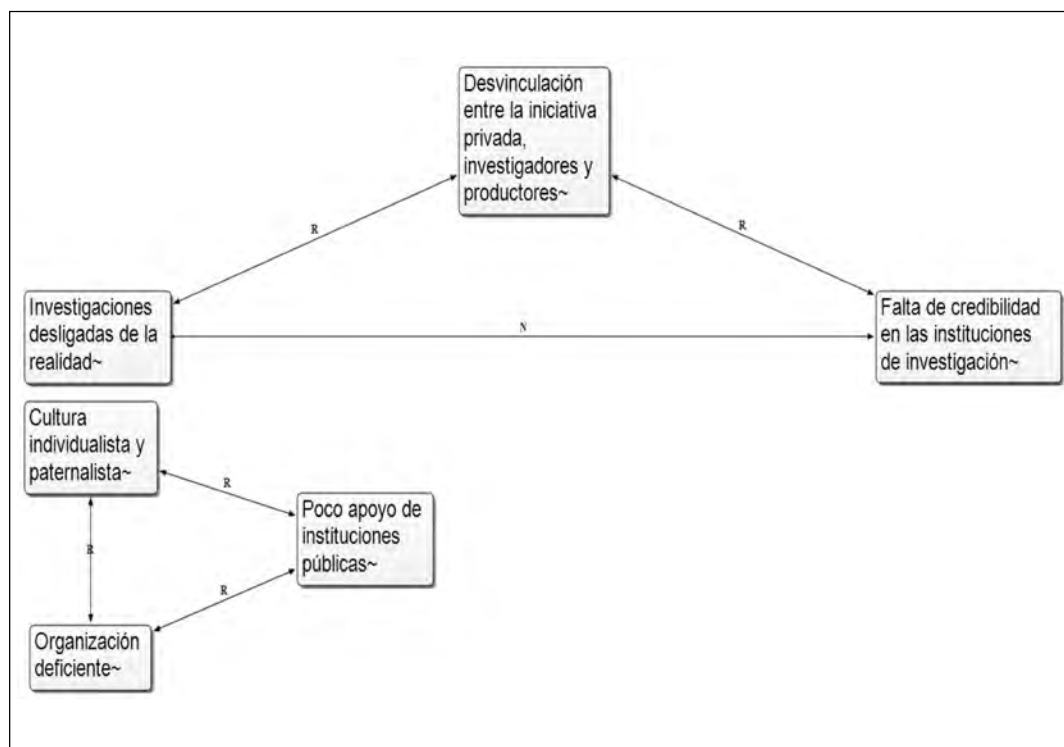 Desvinculación
entre la iniciativa
privada,
investigadores y
productores~
R
R
Investigaciones
desligadas de la
realidad~
N
Falta de credibilidad
en las instituciones
de investigación~
Cultura
individualista y
paternalista~
R
Poco apoyo de
instituciones
públicas~
R
R
Organización
deficiente~